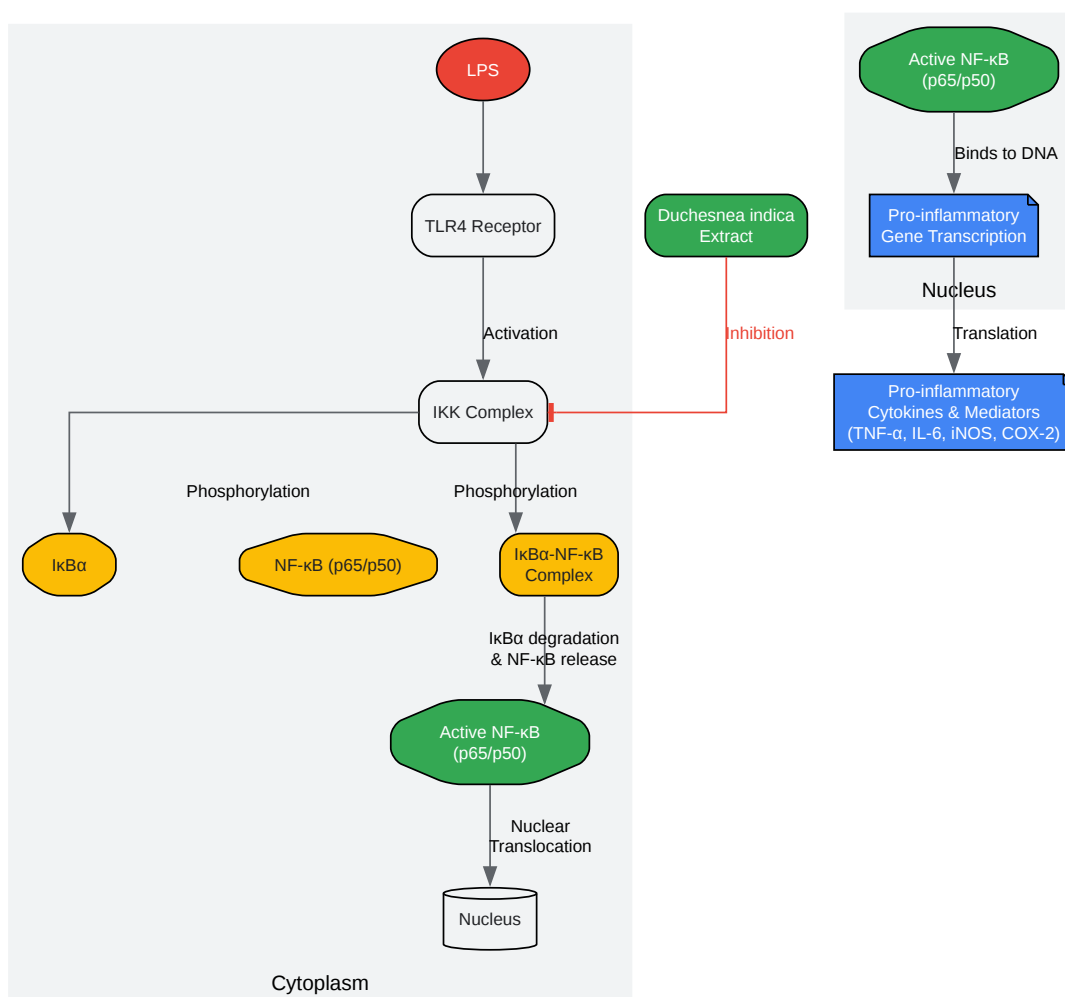 LPS
TLR4 Receptor
Activation
IKK Complex
Duchesnea indica
Extract
Inhibition
Phosphorylation
Phosphorylation
IκBα
NF-κB (p65/p50)
IκBα-NF-κB
Complex
IκBα degradation
& NF-κB release
Active NF-κB
(p65/p50)
Nuclear
Translocation
Nucleus
Cytoplasm
Active NF-κB
(p65/p50)
Binds to DNA
Pro-inflammatory
Gene Transcription
Nucleus
Translation
Pro-inflammatory
Cytokines & Mediators
(TNF-α, IL-6, iNOS, COX-2)